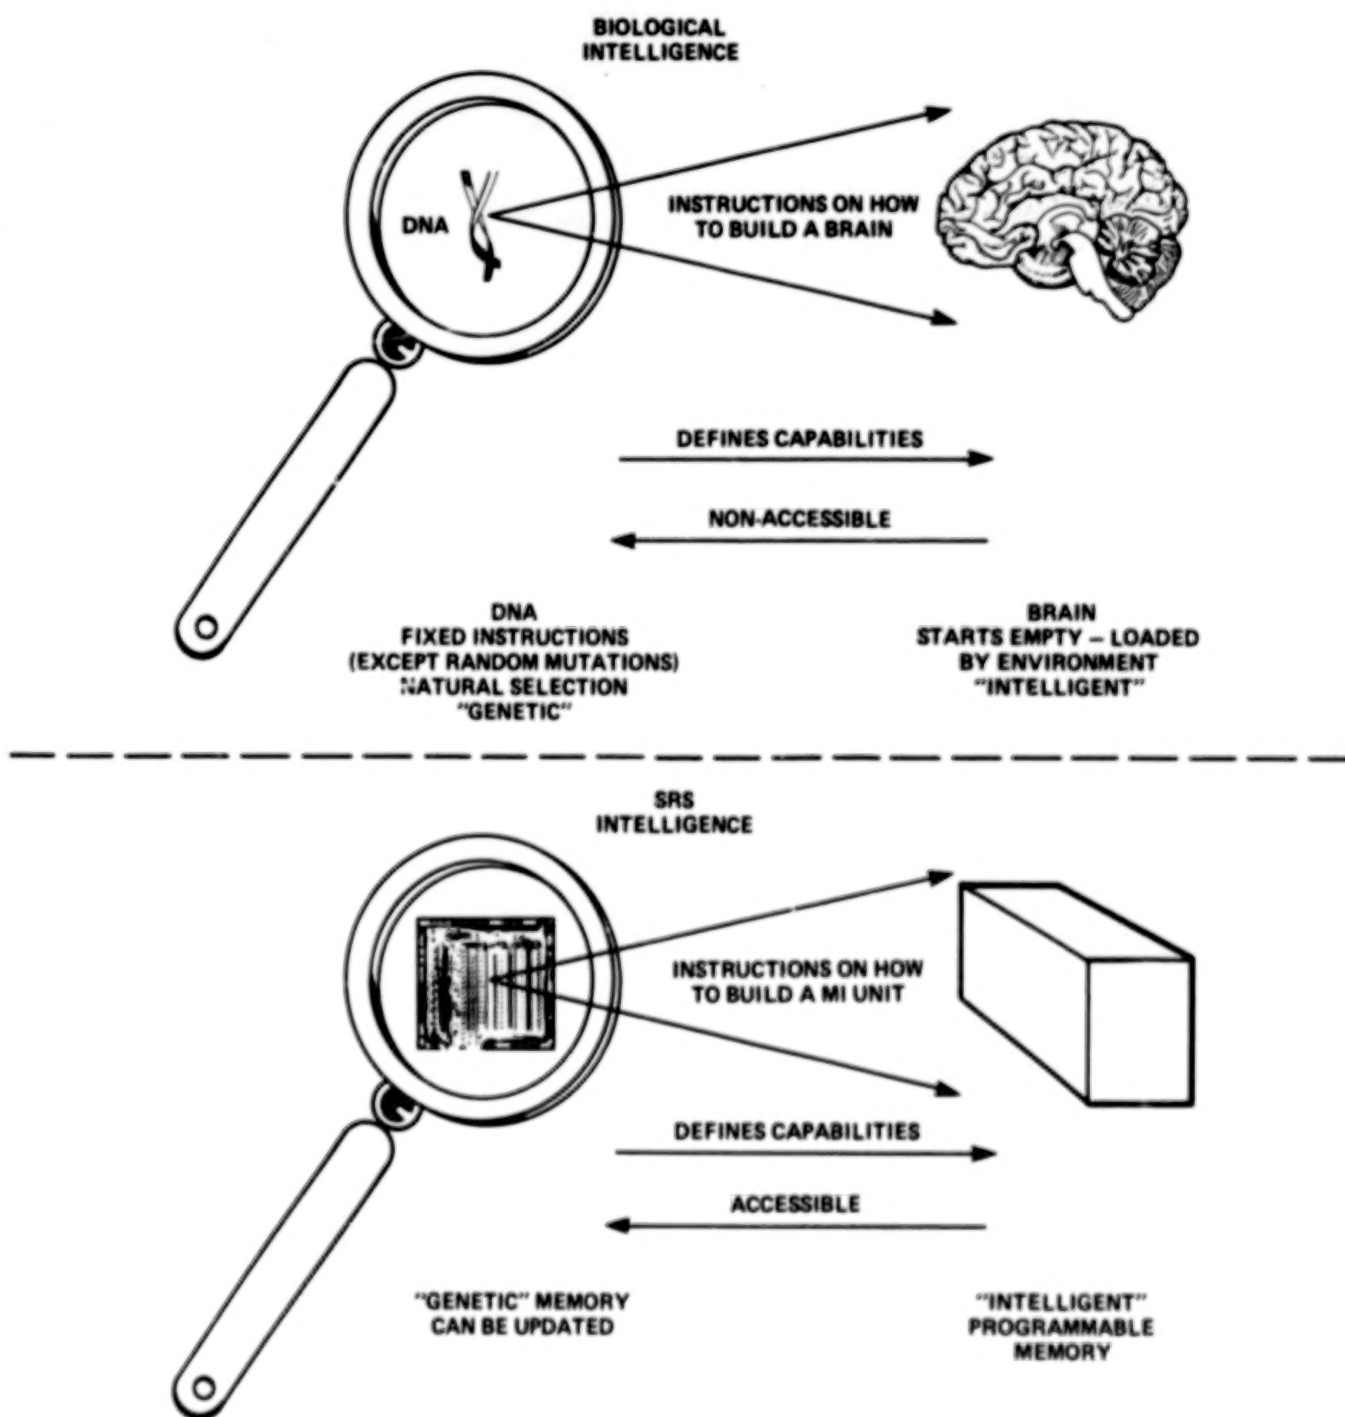 BIOLOGICAL
INTELLIGENCE
DNA
INSTRUCTIONS ON HOW
TO BUILD A BRAIN
DEFINES CAPABILITIES
NON-ACCESSIBLE
DNA
FIXED INSTRUCTIONS
(EXCEPT RANDOM MUTATIONS)
NATURAL SELECTION
"GENETIC"
BRAIN
STARTS EMPTY – LOADED
BY ENVIRONMENT
"INTELLIGENT"
SRS
INTELLIGENCE
INSTRUCTIONS ON HOW
TO BUILD A MI UNIT
DEFINES CAPABILITIES
ACCESSIBLE
"GENETIC" MEMORY
CAN BE UPDATED
"INTELLIGENT"
PROGRAMMABLE
MEMORY